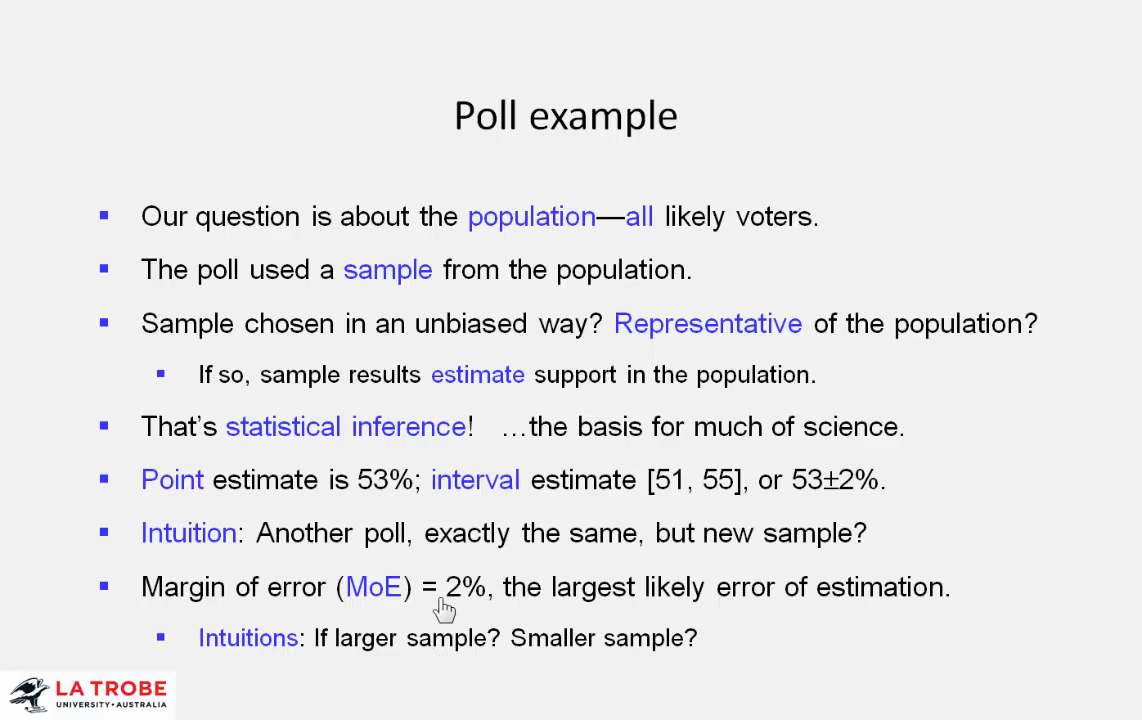 Poll example
Our question is about the population—all likely voters.
The poll used a sample from the population.
Sample chosen in an unbiased way? Representative of the population?
If so, sample results estimate support in the population.
That’s statistical inference! …the basis for much of science.
Point estimate is 53%; interval estimate [51, 55], or 53±2%.
Intuition: Another poll, exactly the same, but new sample?
Margin of error (MoE) = 2%, the largest likely error of estimation.
Intuitions: If larger sample? Smaller sample?
LA TROBE
UNIVERSITY•AUSTRALIA